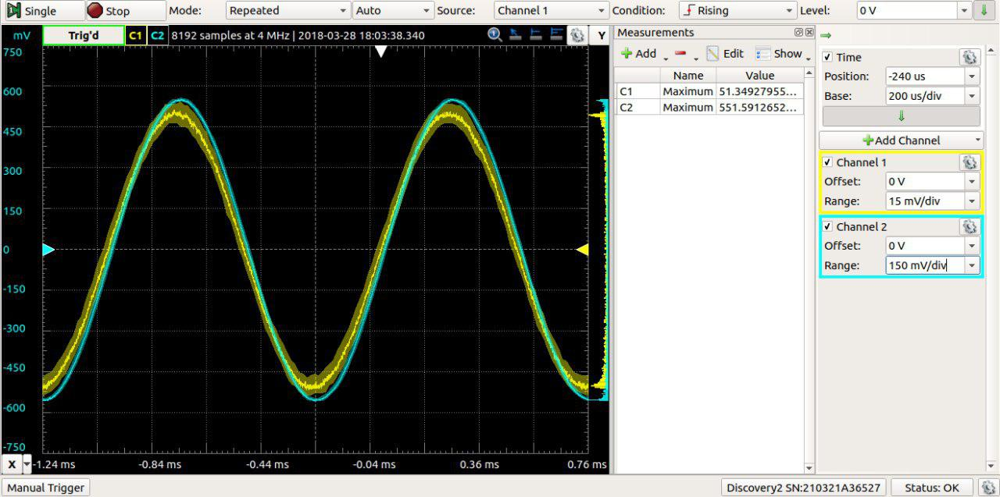 Single Stop Mode: Repeated Auto Source: Channel 1 Condition: Rising Level: 0 V
mV Trig'd C1 C2 8192 samples at 4 MHz | 2018-03-28 18:03:38.340 Y
750
600
450
300
150
0
-150
-300
-450
-600
-750
X -1.24 ms -0.84 ms -0.44 ms -0.04 ms 0.36 ms 0.76 ms
Measurements
Add Edit Show
Name Value
C1 Maximum 51.34927955...
C2 Maximum 551.5912652...
Time
Position: -240 us
Base: 200 us/div
Add Channel
Channel 1
Offset: 0 V
Range: 15 mV/div
Channel 2
Offset: 0 V
Range: 150 mV/div
Manual Trigger Discovery2 SN:210321A36527 Status: OK